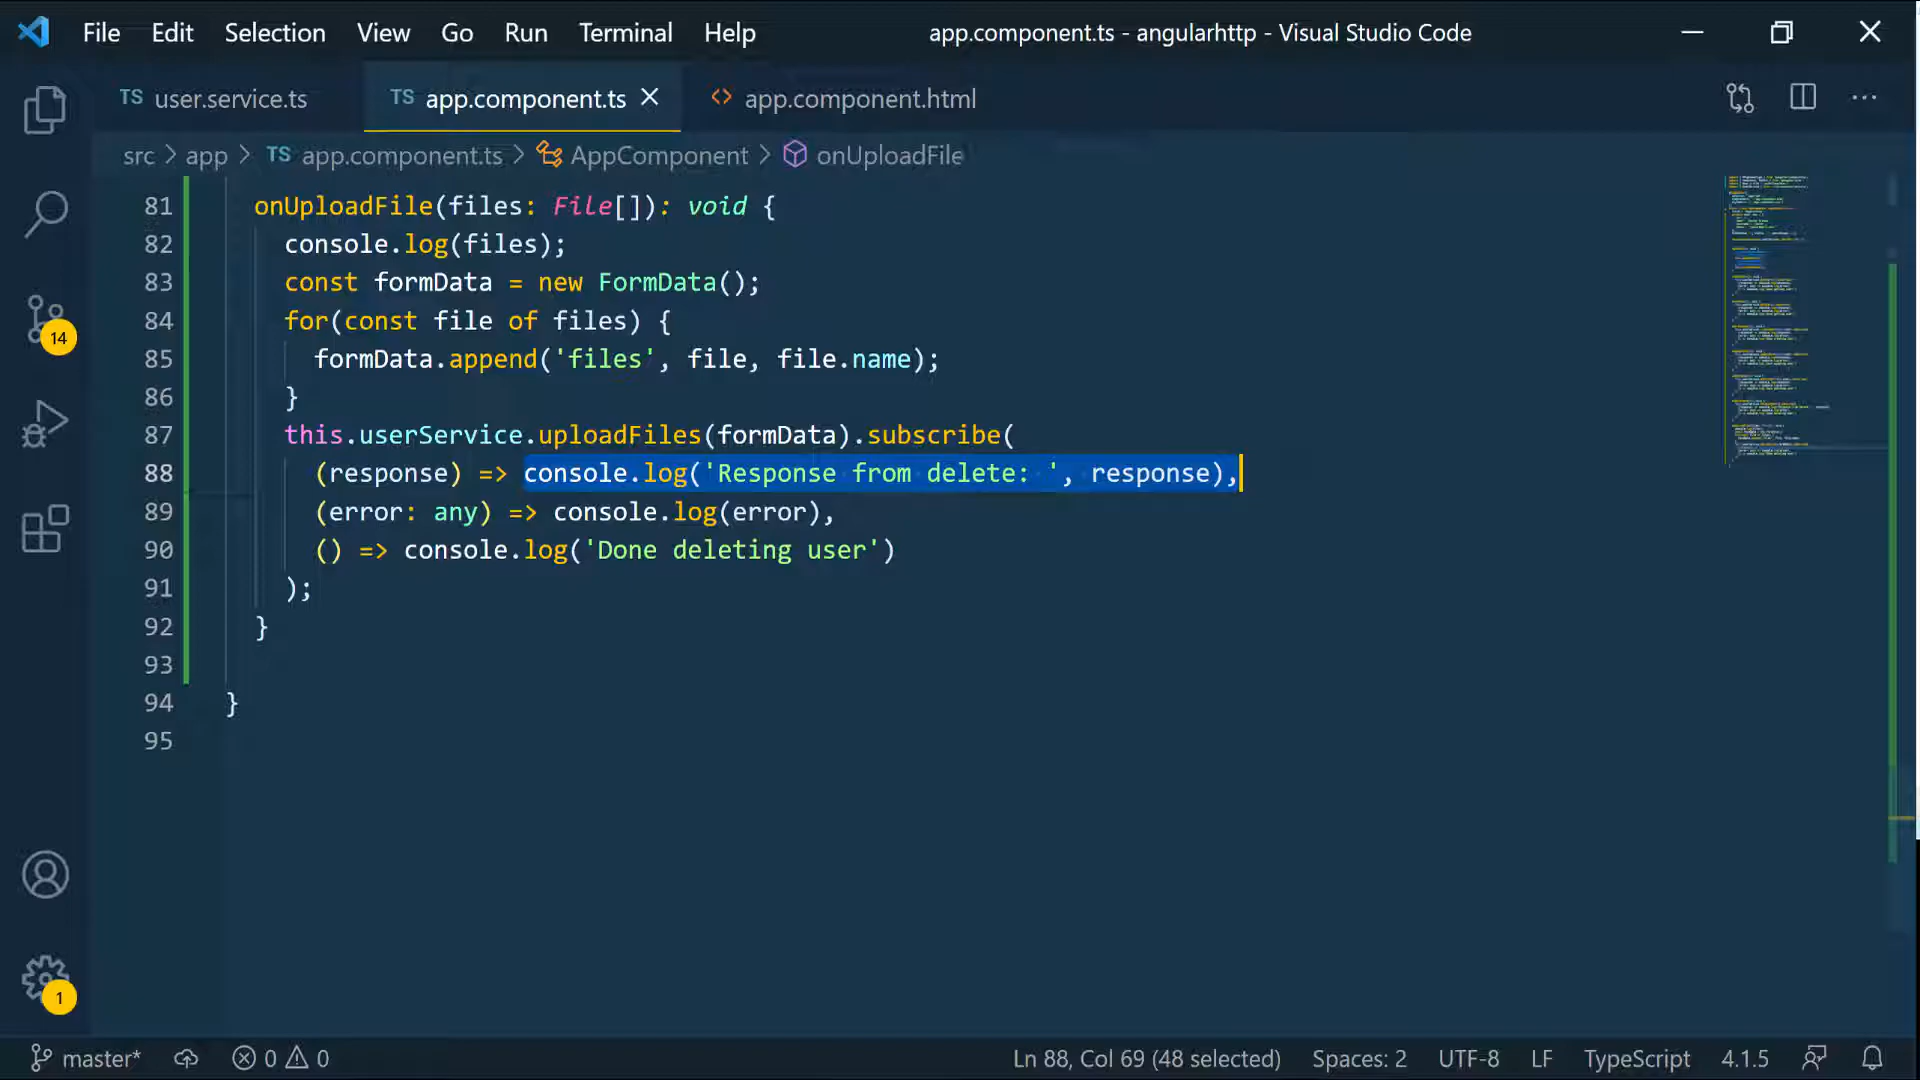 File Edit Selection View Go Run Terminal Help app.component.ts - angularhttp - Visual Studio Code
TS user.service.ts TS app.component.ts <> app.component.html
src > app > TS app.component.ts > AppComponent > onUploadFile
81 onUploadFile(files: File[]): void {
82 console.log(files);
83 const formData = new FormData();
84 for(const file of files) {
85 formData.append('files', file, file.name);
86 }
87 this.userService.uploadFiles(formData).subscribe(
88 (response) => console.log('Response from delete: ', response),
89 (error: any) => console.log(error),
90 () => console.log('Done deleting user')
91 );
92 }
93
94 }
95
14
1
master* 0 0 Ln 88, Col 69 (48 selected) Spaces: 2 UTF-8 LF TypeScript 4.1.5